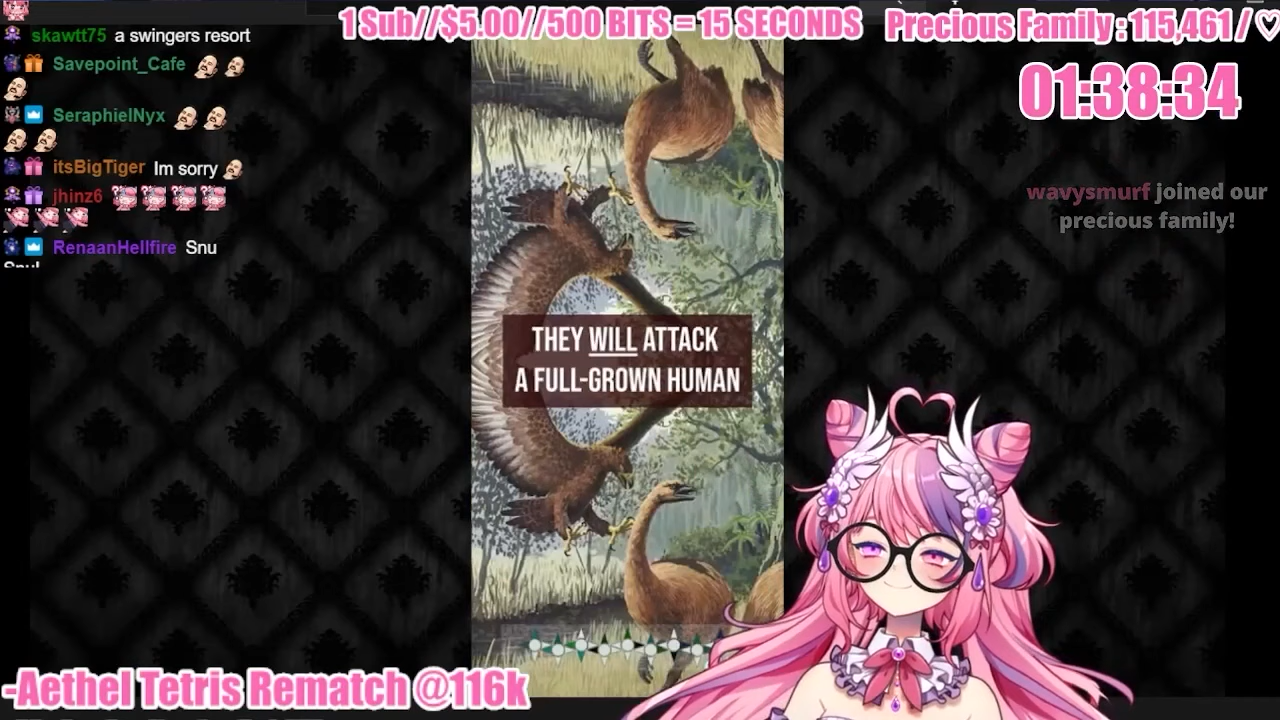 1 Sub//$5.00//500 BITS = 15 SECONDS
Precious Family : 115,461 / ♡
01:38:34
skawtt75 a swingers resort
Savepoint_Cafe
SeraphielNyx
itsBigTiger Im sorry
jhinz6
RenaanHellfire Snu
Snu!
wavysmurf joined our
precious family!
THEY WILL ATTACK
A FULL-GROWN HUMAN
-Aethel Tetris Rematch @116k